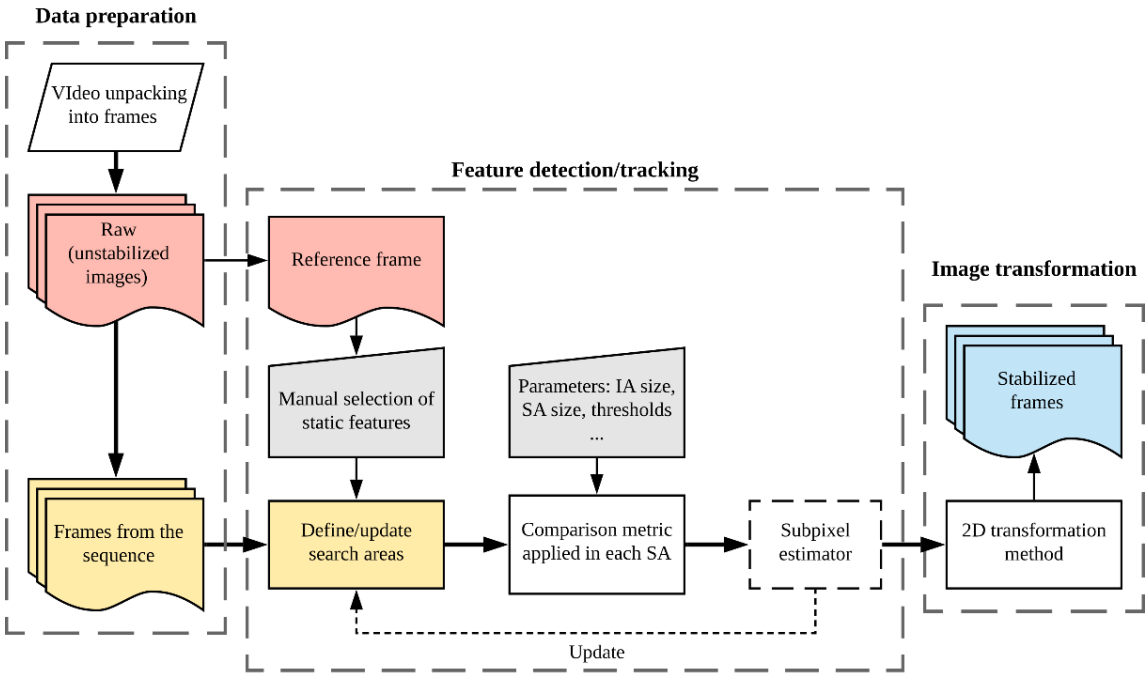 Data preparation
VIdeo unpacking
into frames
Raw
(unstabilized
images)
Frames from the
sequence
Feature detection/tracking
Reference frame
Manual selection of
static features
Parameters: IA size,
SA size, thresholds
...
Define/update
search areas
Comparison metric
applied in each SA
Subpixel
estimator
Update
Image transformation
Stabilized
frames
2D transformation
method